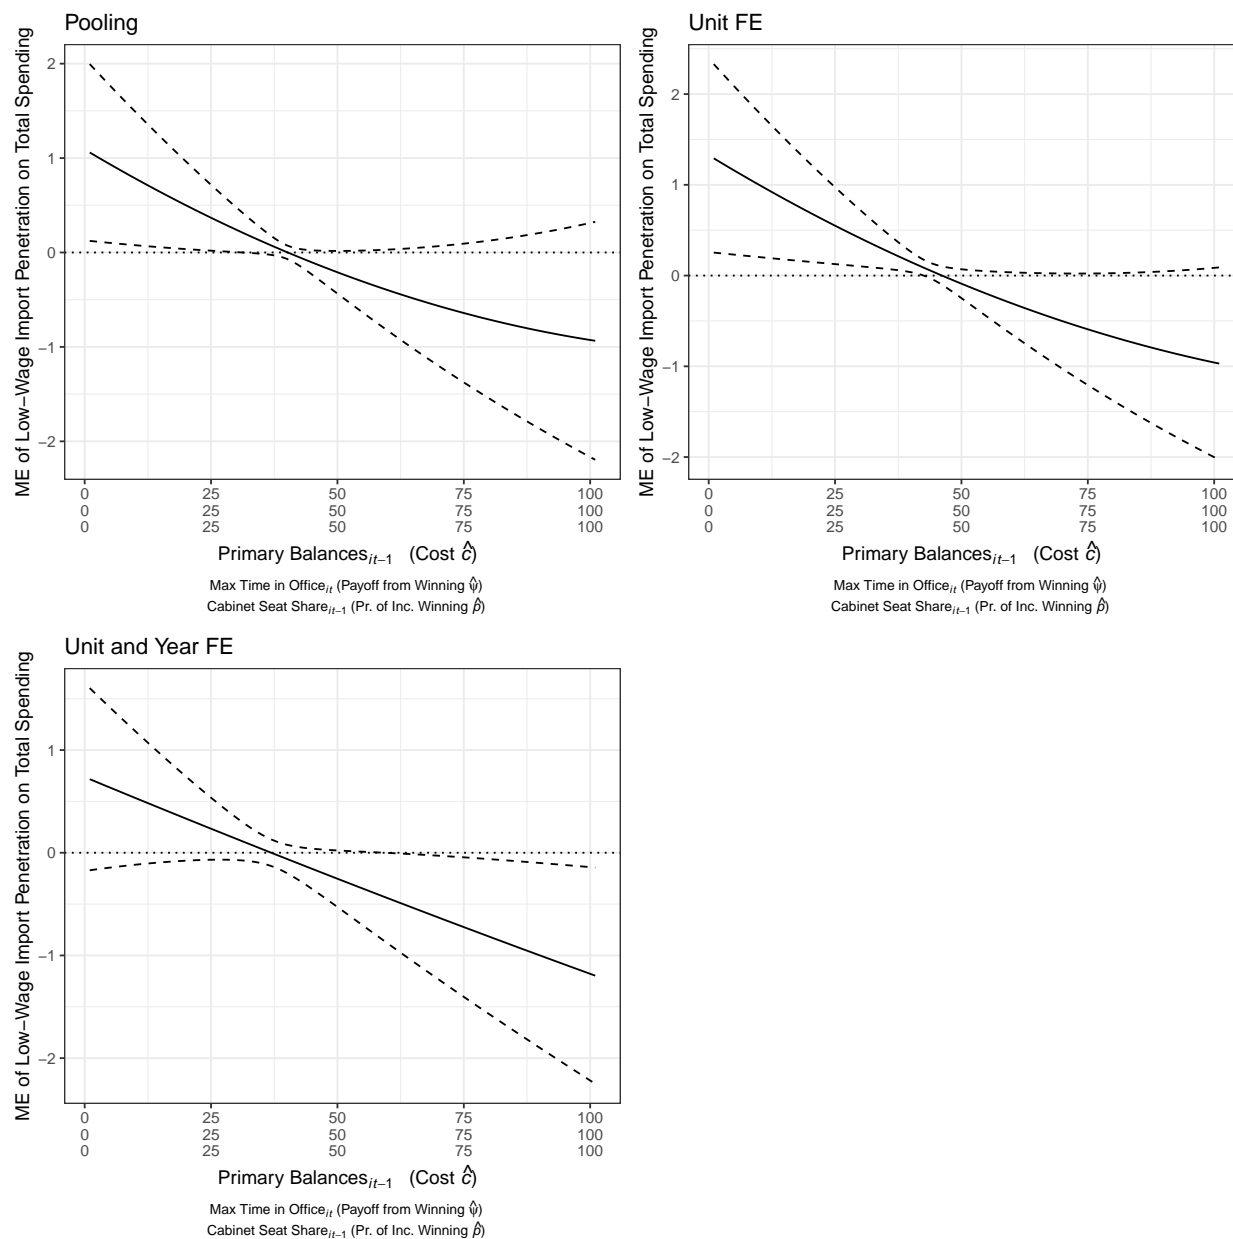 Pooling
ME of Low−Wage Import Penetration on Total Spending
2
1
0
−1
−2
0 25 50 75 100
0 25 50 75 100
0 25 50 75 100
Primary Balances it−1 (Cost ĉ)
Max Time in Office it (Payoff from Winning ψ̂)
Cabinet Seat Share it−1 (Pr. of Inc. Winning p̂)
Unit FE
ME of Low−Wage Import Penetration on Total Spending
2
1
0
−1
−2
0 25 50 75 100
0 25 50 75 100
0 25 50 75 100
Primary Balances it−1 (Cost ĉ)
Max Time in Office it (Payoff from Winning ψ̂)
Cabinet Seat Share it−1 (Pr. of Inc. Winning p̂)
Unit and Year FE
ME of Low−Wage Import Penetration on Total Spending
1
0
−1
−2
0 25 50 75 100
0 25 50 75 100
0 25 50 75 100
Primary Balances it−1 (Cost ĉ)
Max Time in Office it (Payoff from Winning ψ̂)
Cabinet Seat Share it−1 (Pr. of Inc. Winning p̂)